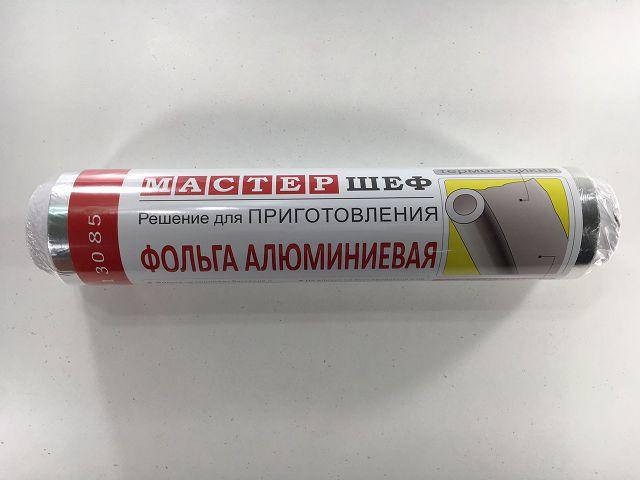 МАСТЕР ШЕФ
Решение для ПРИГОТОВЛЕНИЯ
ФОЛЬГА АЛЮМИНИЕВАЯ
13085